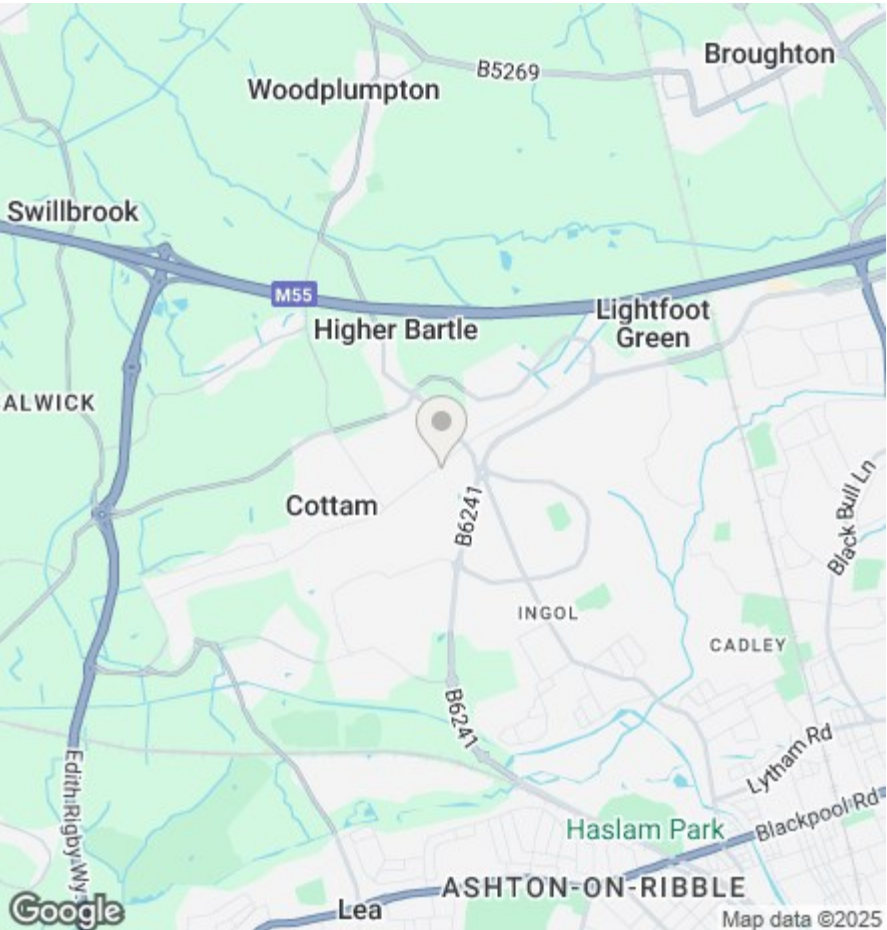 Broughton
B5269
Woodplumpton
Swillbrook
M55
Lightfoot
Green
Higher Bartle
ALWICK
Cottam
B6241
Black Bull Ln
INGOL
CADLEY
B6241
Lytham Rd
Edith Rigby Wy
Haslam Park
Blackpool Rd
ASHTON-ON-RIBBLE
Lea
Google
Map data ©2025